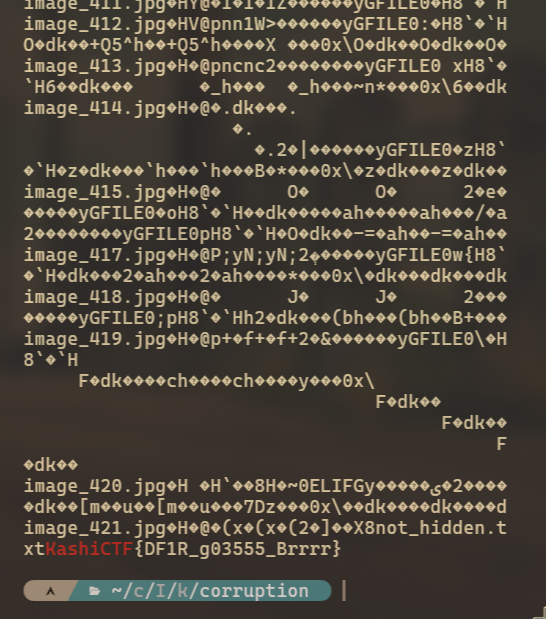 image_411.jpg�HY@�1�1�1Z������yGFILE0�H8`�`H
image_412.jpg�HV@pnn1W>������yGFILE0:�H8`�`H
O�dk��+Q5^h��+Q5^h����X ���0x\O�dk��O�dk��O�
image_413.jpg�H�@pncnc2���������yGFILE0 xH8`�
`H6��dk��� �_h��� �_h���~n*���0x\6��dk
image_414.jpg�H�@�.dk���.
�.
�.2�|������yGFILE0�zH8`
�`H�z�dk���`h���`h���B�*���0x\�z�dk���z�dk��
image_415.jpg�H�@� O� O� 2�e�
�����yGFILE0�oH8`�`H��dk�����ah�����ah���/�a
2���������yGFILE0pH8`�`H�O�dk��-=�ah��-=�ah��
image_417.jpg�H�@P;yN;yN;2�������yGFILE0w{H8`
�`H�dk���2�ah���2�ah����*���0x\�dk���dk���dk
image_418.jpg�H�@� J� J� 2���
�����yGFILE0;pH8`�`Hh2�dk���(bh���(bh��B+���
image_419.jpg�H�@p+�f+�f+2�&������yGFILE0\�H
8`�`H
F�dk����ch����ch����y���0x\
F�dk��
F�dk��
F
�dk��
image_420.jpg�H �H`��8H�~0ELIFGy�����ى�2����
�dk��[m��u��[m��u���7Dz���0x\��dk����dk����d
image_421.jpg�H�@�(x�(x�(2�]��X8not_hidden.t
xtKashiCTF{DF1R_g03555_Brrrr}
~/c/I/k/corruption